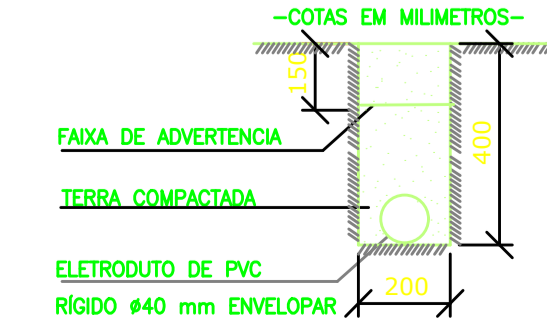 -COTAS EM MILIMETROS-
150
FAIXA DE ADVERTENCIA
400
TERRA COMPACTADA
ELETRODUTO DE PVC
200
RÍGIDO ø40 mm ENVELOPAR